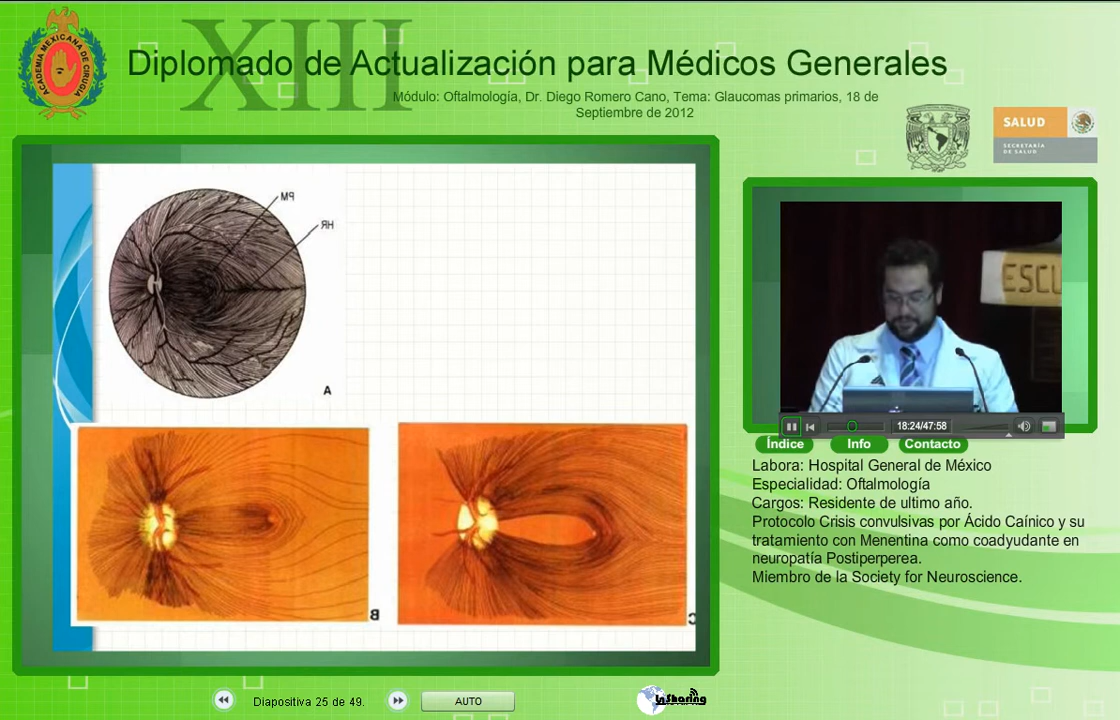 XIII
Diplomado de Actualización para Médicos Generales
Módulo: Oftalmología, Dr. Diego Romero Cano, Tema: Glaucomas primarios, 18 de
Septiembre de 2012
ACADEMIA MEXICANA DE CIRUGIA
SALUD
SECRETARÍA
DE SALUD
PM
HR
A
B
C
ESCU
18:24/47:58
Índice
Info
Contacto
Labora: Hospital General de México
Especialidad: Oftalmología
Cargos: Residente de ultimo año.
Protocolo Crisis convulsivas por Ácido Caínico y su
tratamiento con Menentina como coadyudante en
neuropatía Postiperperea.
Miembro de la Society for Neuroscience.
Diapositiva 25 de 49.
AUTO
InSharing